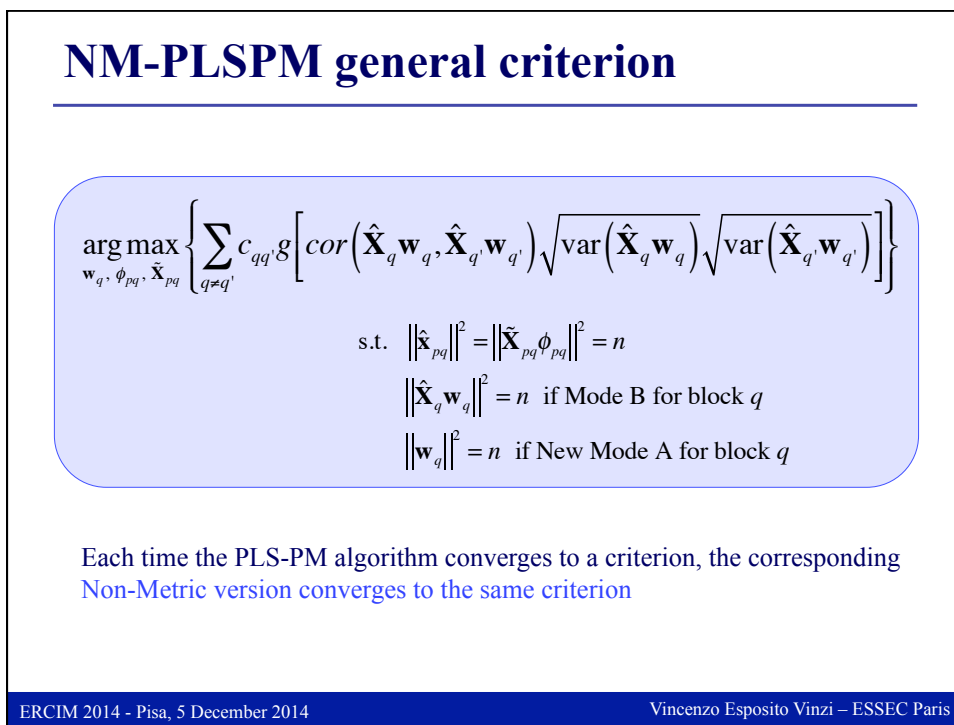 NM-PLSPM general criterion
arg max {∑ c_qq' g[cor(X̂_q w_q, X̂_q' w_q') √var(X̂_q w_q) √var(X̂_q' w_q')]}
w_q, ϕ_pq, X̃_pq q≠q'
s.t. ‖x̂_pq‖² = ‖X̃_pq ϕ_pq‖² = n
‖X̂_q w_q‖² = n if Mode B for block q
‖w_q‖² = n if New Mode A for block q
Each time the PLS-PM algorithm converges to a criterion, the corresponding
Non-Metric version converges to the same criterion
ERCIM 2014 - Pisa, 5 December 2014 Vincenzo Esposito Vinzi – ESSEC Paris